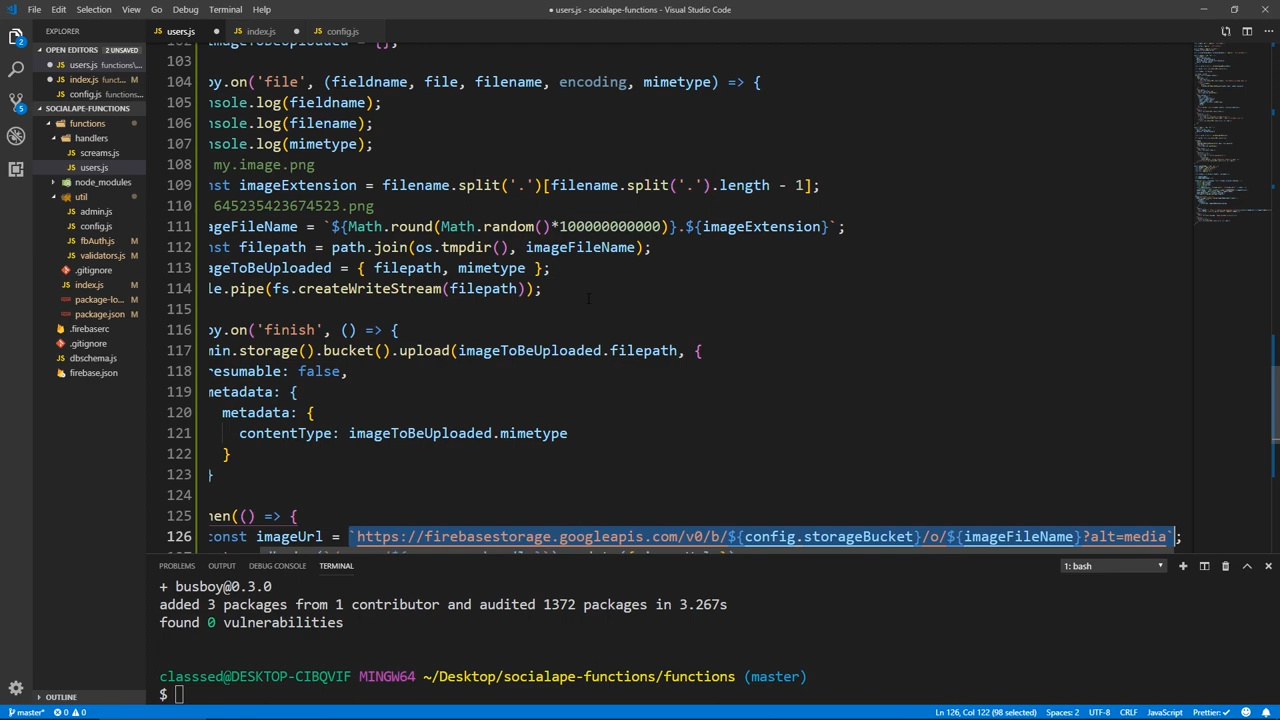 File Edit Selection View Go Debug Terminal Help
● users.js - socialape-functions - Visual Studio Code
EXPLORER
users.js
index.js
config.js
OPEN EDITORS 2 UNSAVED
users.js functions\...
index.js funct...
config.js functions...
SOCIALAPE-FUNCTIONS
functions
handlers
screams.js
users.js
node_modules
util
admin.js
config.js
fbAuth.js
validators.js
.gitignore
index.js
package-lo...
package.json
.firebaserc
.gitignore
dbschema.js
firebase.json
OUTLINE
2
5
102 mageToBeUploaded = {};
103
104 oy.on('file', (fieldname, file, filename, encoding, mimetype) => {
105 nsole.log(fieldname);
106 nsole.log(filename);
107 nsole.log(mimetype);
108 my.image.png
109 nst imageExtension = filename.split('.')[filename.split('.').length - 1];
110 645235423674523.png
111 ageFileName = `${Math.round(Math.random()*100000000000)}.${imageExtension}`;
112 nst filepath = path.join(os.tmpdir(), imageFileName);
113 ageToBeUploaded = { filepath, mimetype };
114 le.pipe(fs.createWriteStream(filepath));
115
116 oy.on('finish', () => {
117 min.storage().bucket().upload(imageToBeUploaded.filepath, {
118 resumable: false,
119 metadata: {
120 metadata: {
121 contentType: imageToBeUploaded.mimetype
122 }
123 }
124
125 hen(() => {
126 const imageUrl = `https://firebasestorage.googleapis.com/v0/b/${config.storageBucket}/o/${imageFileName}?alt=media`;
PROBLEMS OUTPUT DEBUG CONSOLE TERMINAL
1: bash
+ busboy@0.3.0
added 3 packages from 1 contributor and audited 1372 packages in 3.267s
found 0 vulnerabilities
classsed@DESKTOP-CIBQVIF MINGW64 ~/Desktop/socialape-functions/functions (master)
$
master* 0 0
Ln 126, Col 122 (98 selected) Spaces: 2 UTF-8 CRLF JavaScript Prettier: ✓